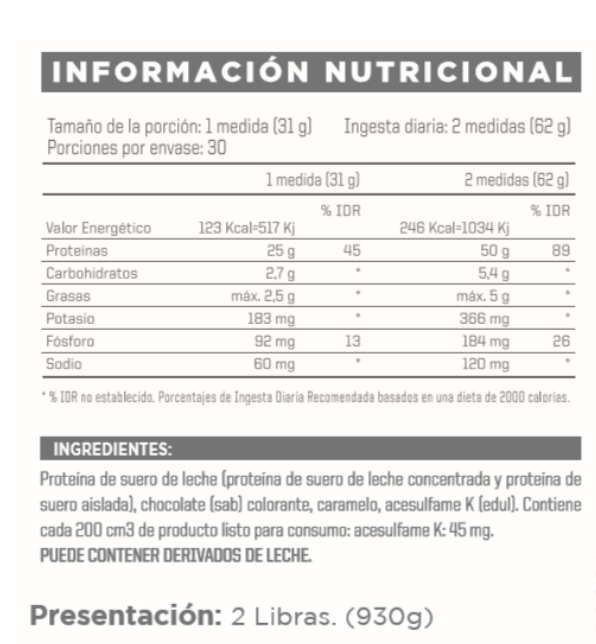 INFORMACIÓN NUTRICIONAL
Tamaño de la porción: 1 medida (31 g) Ingesta diaria: 2 medidas (62 g)
Porciones por envase: 30
1 medida (31 g) 2 medidas (62 g)
% IDR % IDR
Valor Energético 123 Kcal=517 Kj 246 Kcal=1034 Kj
Proteínas 25 g 45 50 g 89
Carbohidratos 2,7 g * 5,4 g *
Grasas máx. 2,5 g * máx. 5 g *
Potasio 183 mg * 366 mg *
Fósforo 92 mg 13 184 mg 26
Sodio 60 mg * 120 mg *
* % IDR no establecido. Porcentajes de Ingesta Diaria Recomendada basados en una dieta de 2000 calorías.
INGREDIENTES:
Proteína de suero de leche (proteína de suero de leche concentrada y proteína de
suero aislada), chocolate (sab) colorante, caramelo, acesulfame K (edul). Contiene
cada 200 cm3 de producto listo para consumo: acesulfame K: 45 mg.
PUEDE CONTENER DERIVADOS DE LECHE.
Presentación: 2 Libras. (930g)